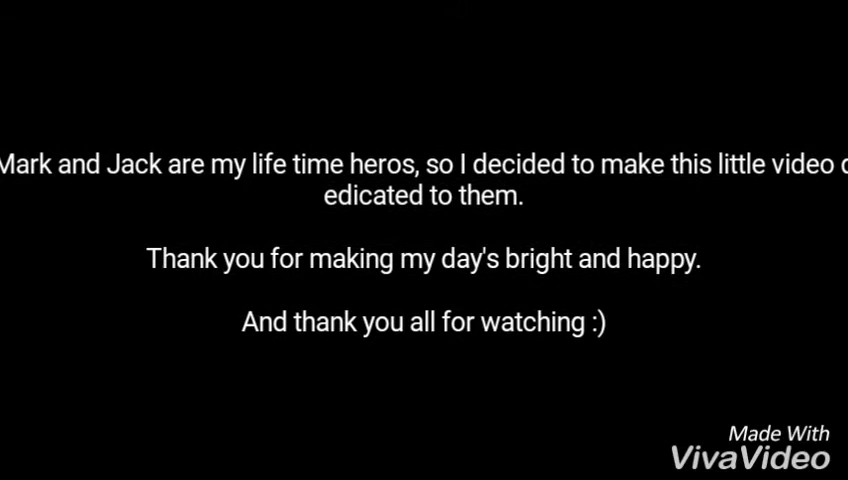 Mark and Jack are my life time heros, so I decided to make this little video d
edicated to them.
Thank you for making my day's bright and happy.
And thank you all for watching :)
Made With
VivaVideo